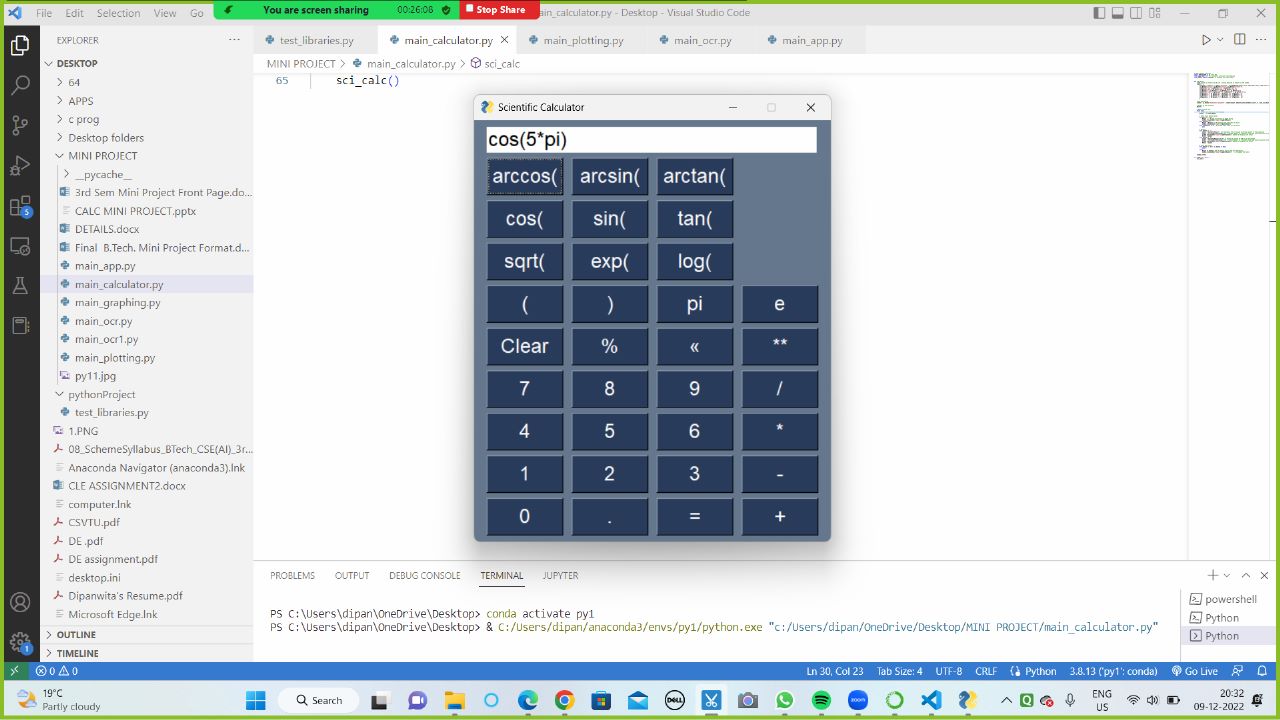 File Edit Selection View Go
You are screen sharing 00:26:08 Stop Share
ain_calculator.py - Desktop - Visual Studio Code
EXPLORER
test_libraries.py main_calculator.py main_plotting.py main_ocr.py main_app.py
DESKTOP
MINI PROJECT > main_calculator.py > sci_calc
64
APPS
c prog
Desktop folders
MINI PROJECT
__pycache__
3rd Sem Mini Project Front Page.do...
CALC MINI PROJECT.pptx
DETAILS.docx
Final B.Tech. Mini Project Format.d...
main_app.py
main_calculator.py
main_graphing.py
main_ocr.py
main_ocr1.py
main_plotting.py
py11.jpg
pythonProject
test_libraries.py
1.PNG
08_SchemeSyllabus_BTech_CSE(AI)_3r...
Anaconda Navigator (anaconda3).lnk
CLE ASSIGNMENT2.docx
computer.lnk
CSVTU.pdf
DE .pdf
DE assignment.pdf
desktop.ini
Dipanwita's Resume.pdf
Microsoft Edge.lnk
OUTLINE
TIMELINE
65 sci_calc()
Scientific Calculator
cos(5*pi)
arccos( arcsin( arctan(
cos( sin( tan(
sqrt( exp( log(
( ) pi e
Clear % « **
7 8 9 /
4 5 6 *
1 2 3 -
0 . = +
PROBLEMS OUTPUT DEBUG CONSOLE TERMINAL JUPYTER
PS C:\Users\dipan\OneDrive\Desktop> conda activate py1
PS C:\Users\dipan\OneDrive\Desktop> & C:/Users/dipan/anaconda3/envs/py1/python.exe "c:/Users/dipan/OneDrive/Desktop/MINI PROJECT/main_calculator.py"
powershell
Python
Python
5
1
0 0
Ln 30, Col 23 Tab Size: 4 UTF-8 CRLF Python 3.8.13 ('py1': conda) Go Live
19°C
Partly cloudy
Search
DELL
zoom
ENG
US
20:32
09-12-2022